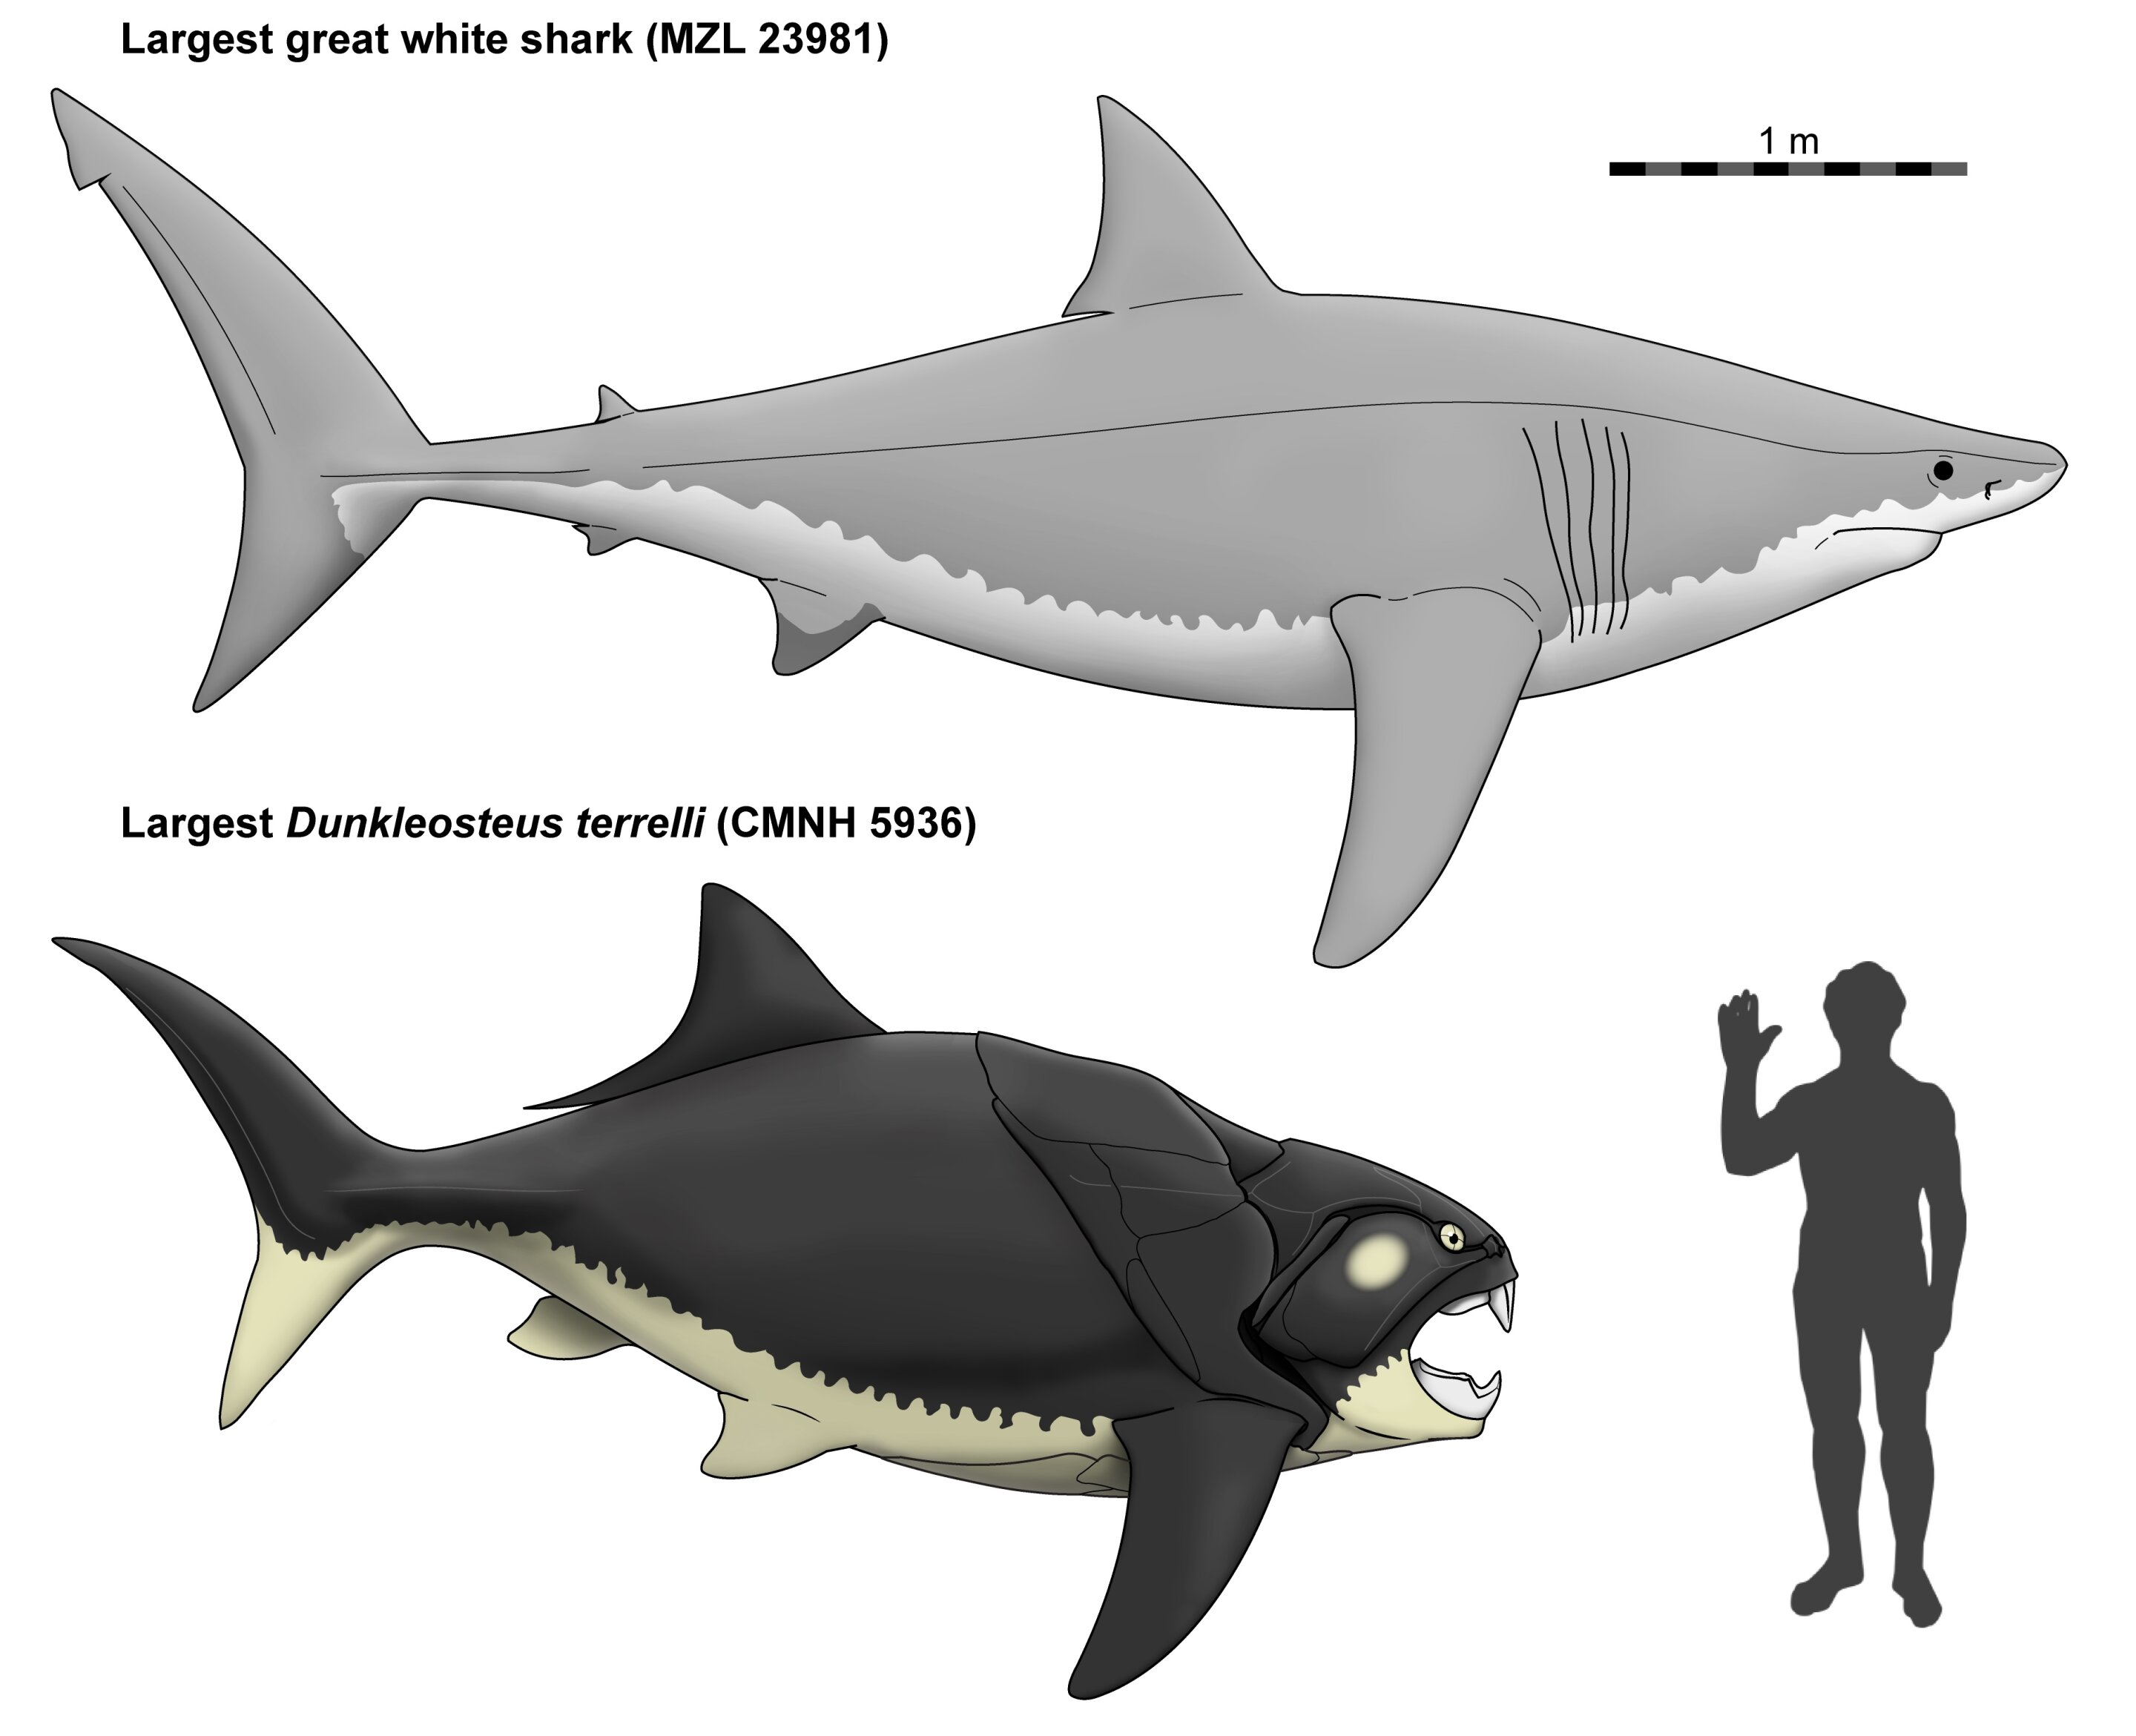 Largest great white shark (MZL 23981)
1 m
Largest Dunkleosteus terrelli (CMNH 5936)